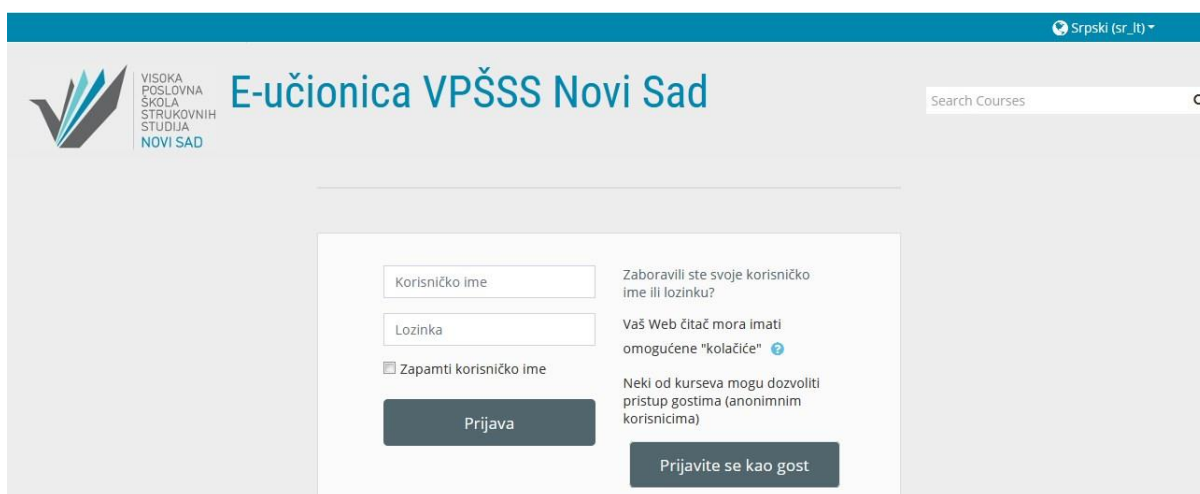 Srpski (sr_lt)
VISOKA
POSLOVNA
ŠKOLA
STRUKOVNIH
STUDIJA
NOVI SAD
E-učionica VPŠSS Novi Sad
Search Courses
Korisničko ime
Lozinka
Zapamti korisničko ime
Prijava
Zaboravili ste svoje korisničko
ime ili lozinku?
Vaš Web čitač mora imati
omogućene "kolačiće" ?
Neki od kurseva mogu dozvoliti
pristup gostima (anonimnim
korisnicima)
Prijavite se kao gost